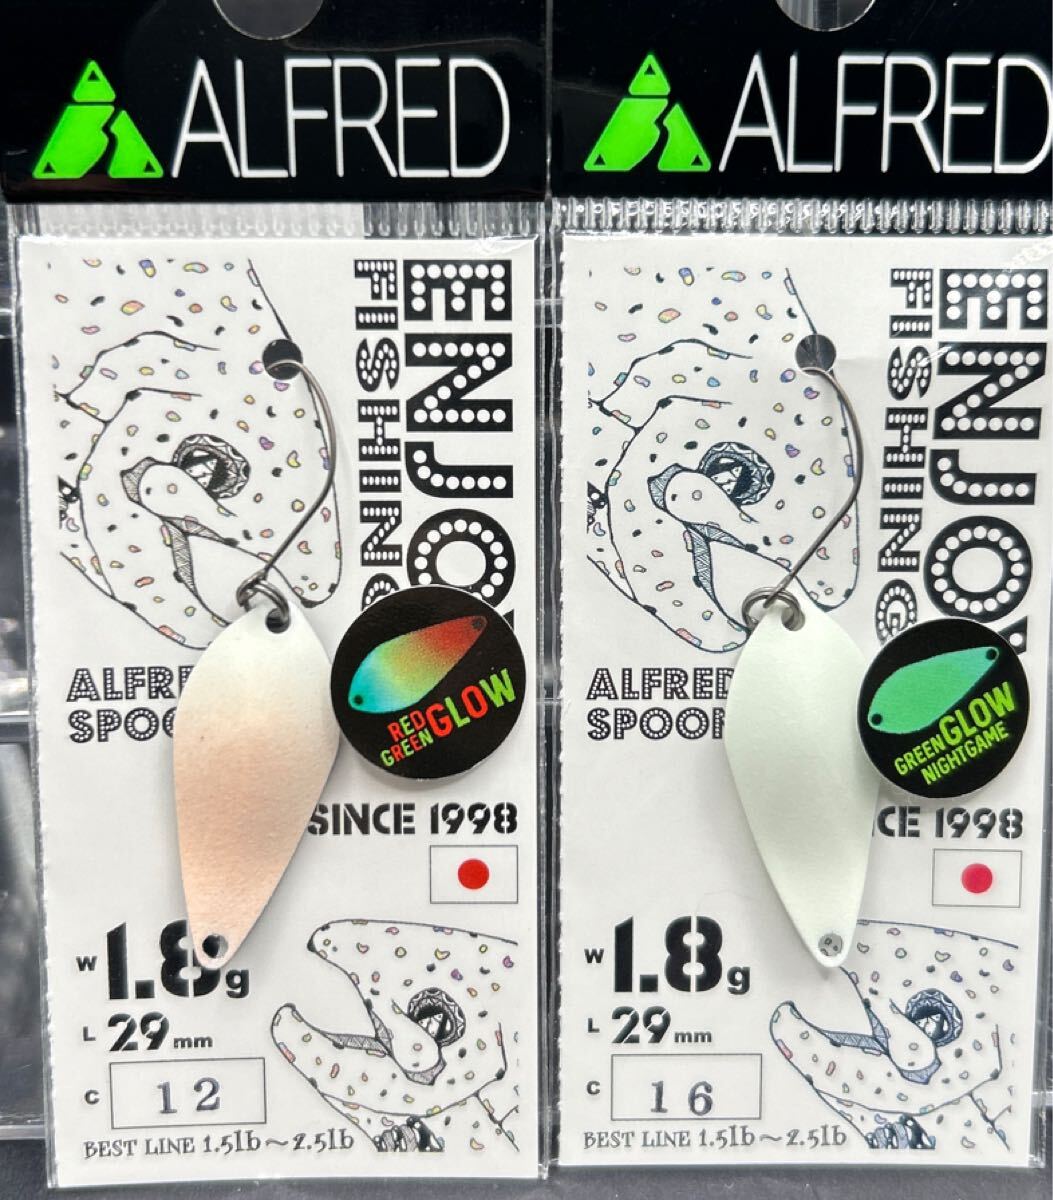 ALFRED
ENJOY
FISHING
ALFRE
SPOO
RED
GREEN GLOW
SINCE 1998
W 1.8g
L 29mm
C 12
BEST LINE 1.5lb~2.5lb
ALFRED
ENJOY
FISHING
ALFRED
SPOON
GREEN GLOW
NIGHTGAME
CE 1998
W 1.8g
L 29mm
C 16
BEST LINE 1.5lb~2.5lb